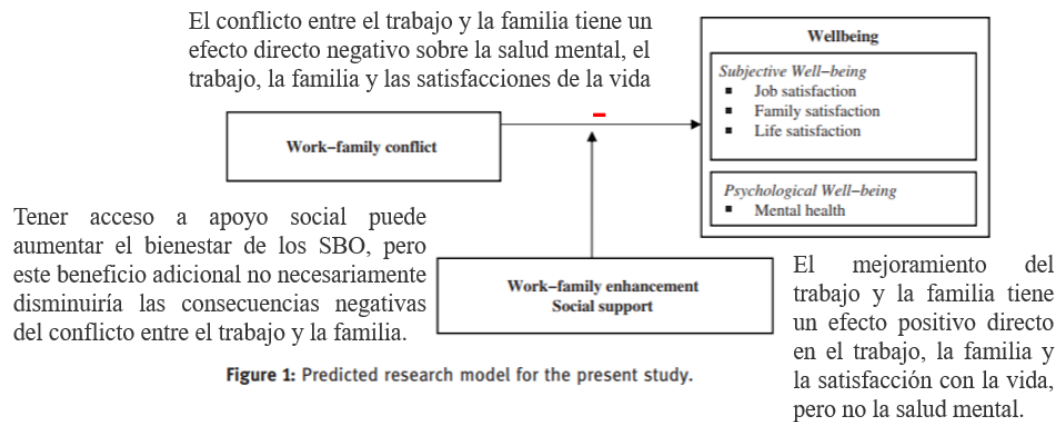 El conflicto entre el trabajo y la familia tiene un
efecto directo negativo sobre la salud mental, el
trabajo, la familia y las satisfacciones de la vida
Wellbeing
Subjective Well–being
▪ Job satisfaction
▪ Family satisfaction
▪ Life satisfaction
–
Work–family conflict
Psychological Well–being
▪ Mental health
Tener acceso a apoyo social puede
aumentar el bienestar de los SBO, pero
este beneficio adicional no necesariamente
disminuiría las consecuencias negativas
del conflicto entre el trabajo y la familia.
Work–family enhancement
Social support
El mejoramiento del
trabajo y la familia tiene
un efecto positivo directo
en el trabajo, la familia y
la satisfacción con la vida,
pero no la salud mental.
Figure 1: Predicted research model for the present study.